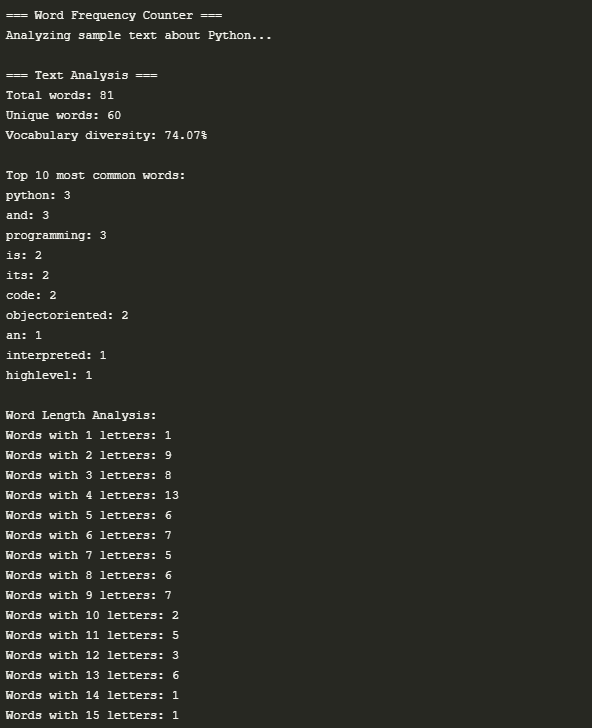 === Word Frequency Counter ===
Analyzing sample text about Python...
=== Text Analysis ===
Total words: 81
Unique words: 60
Vocabulary diversity: 74.07%
Top 10 most common words:
python: 3
and: 3
programming: 3
is: 2
its: 2
code: 2
objectoriented: 2
an: 1
interpreted: 1
highlevel: 1
Word Length Analysis:
Words with 1 letters: 1
Words with 2 letters: 9
Words with 3 letters: 8
Words with 4 letters: 13
Words with 5 letters: 6
Words with 6 letters: 7
Words with 7 letters: 5
Words with 8 letters: 6
Words with 9 letters: 7
Words with 10 letters: 2
Words with 11 letters: 5
Words with 12 letters: 3
Words with 13 letters: 6
Words with 14 letters: 1
Words with 15 letters: 1